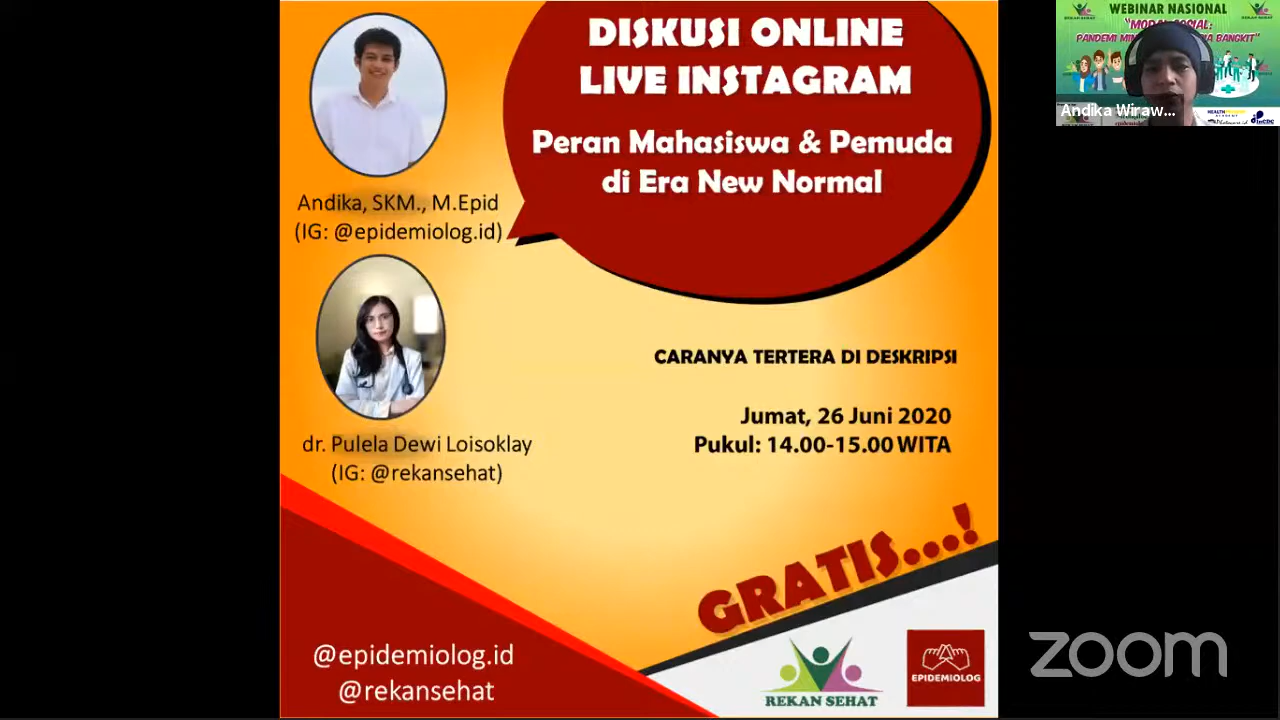 DISKUSI ONLINE
LIVE INSTAGRAM
Peran Mahasiswa & Pemuda
di Era New Normal
Andika, SKM., M.Epid
(IG: @epidemiolog.id)
dr. Pulela Dewi Loisoklay
(IG: @rekansehat)
CARANYA TERTERA DI DESKRIPSI
Jumat, 26 Juni 2020
Pukul: 14.00-15.00 WITA
GRATIS...!
@epidemiolog.id
@rekansehat
REKAN SEHAT
EPIDEMIOLOG
WEBINAR NASIONAL
PANDEMI
BANGKIT"
Andika Wiraw...
zoom